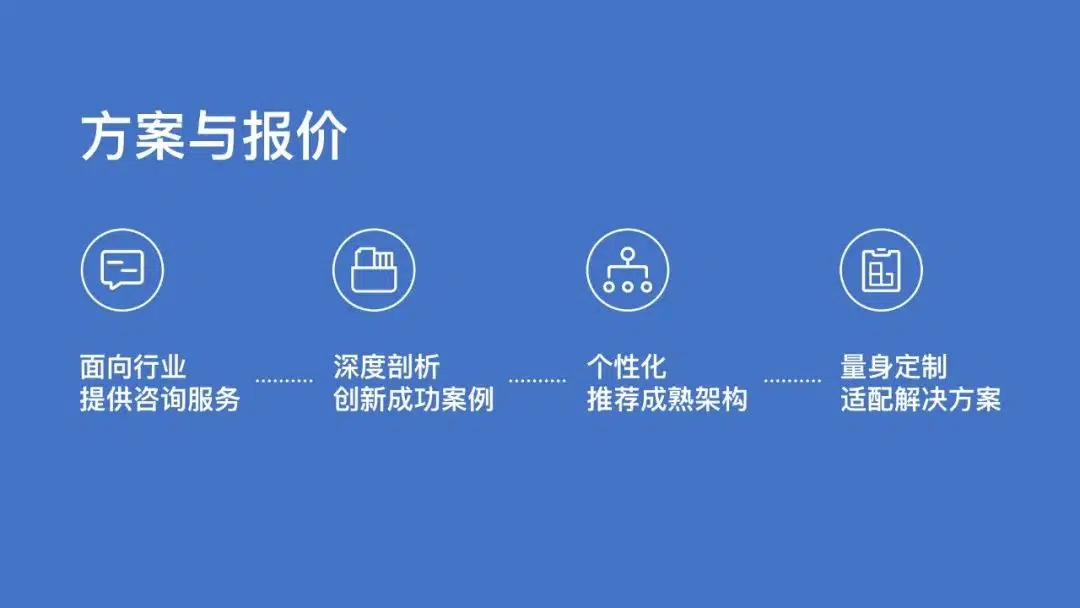 方案与报价
面向行业
提供咨询服务
深度剖析
创新成功案例
个性化
推荐成熟架构
量身定制
适配解决方案